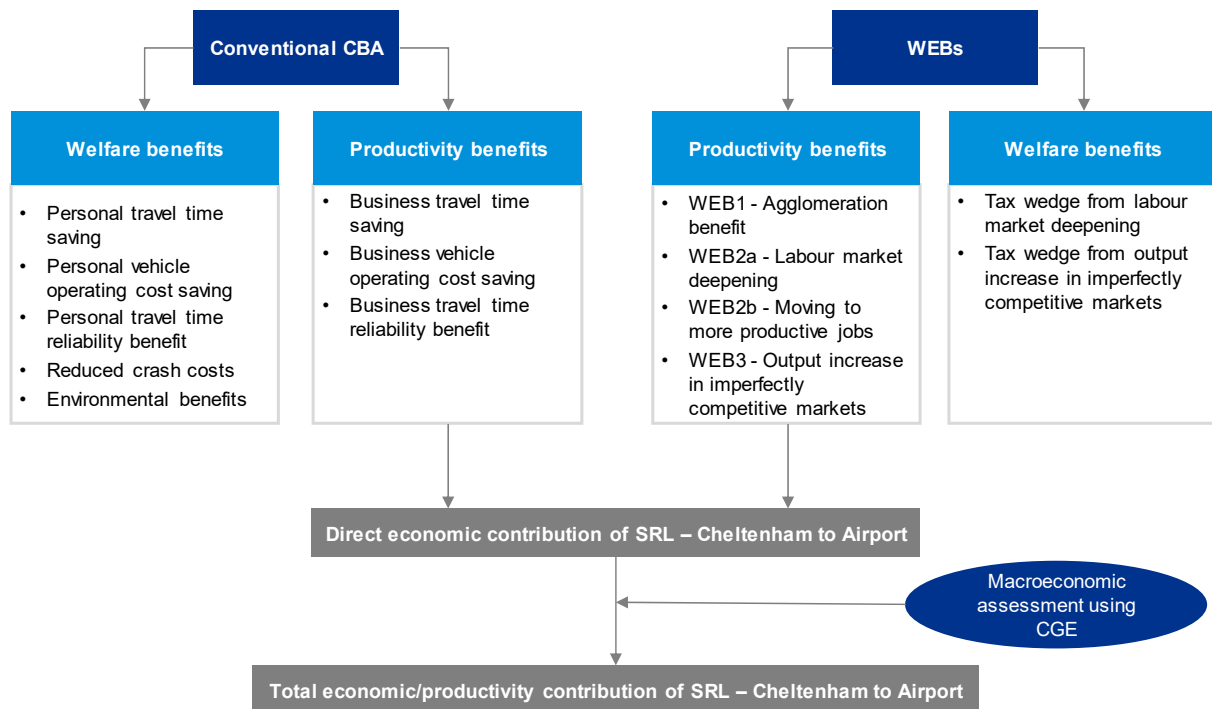 Conventional CBA
WEBs
Welfare benefits
• Personal travel time
saving
• Personal vehicle
operating cost saving
• Personal travel time
reliability benefit
• Reduced crash costs
• Environmental benefits
Productivity benefits
• Business travel time
saving
• Business vehicle
operating cost saving
• Business travel time
reliability benefit
Productivity benefits
• WEB1 - Agglomeration
benefit
• WEB2a - Labour market
deepening
• WEB2b - Moving to
more productive jobs
• WEB3 - Output increase
in imperfectly
competitive markets
Welfare benefits
• Tax wedge from labour
market deepening
• Tax wedge from output
increase in imperfectly
competitive markets
Direct economic contribution of SRL – Cheltenham to Airport
Macroeconomic
assessment using
CGE
Total economic/productivity contribution of SRL – Cheltenham to Airport